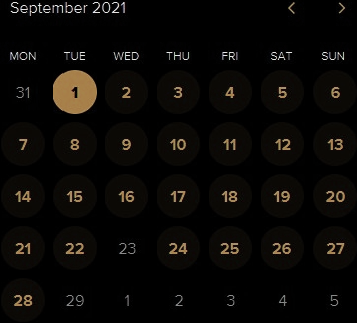 September 2021
MON TUE WED THU FRI SAT SUN
31 1 2 3 4 5 6
7 8 9 10 11 12 13
14 15 16 17 18 19 20
21 22 23 24 25 26 27
28 29 1 2 3 4 5